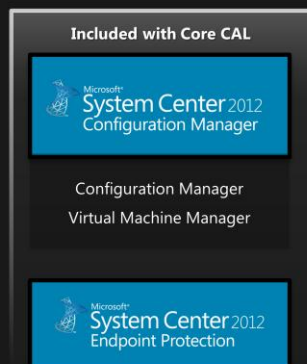 Included with Core CAL
Microsoft®
System Center 2012
Configuration Manager
Configuration Manager
Virtual Machine Manager
Microsoft®
System Center 2012
Endpoint Protection